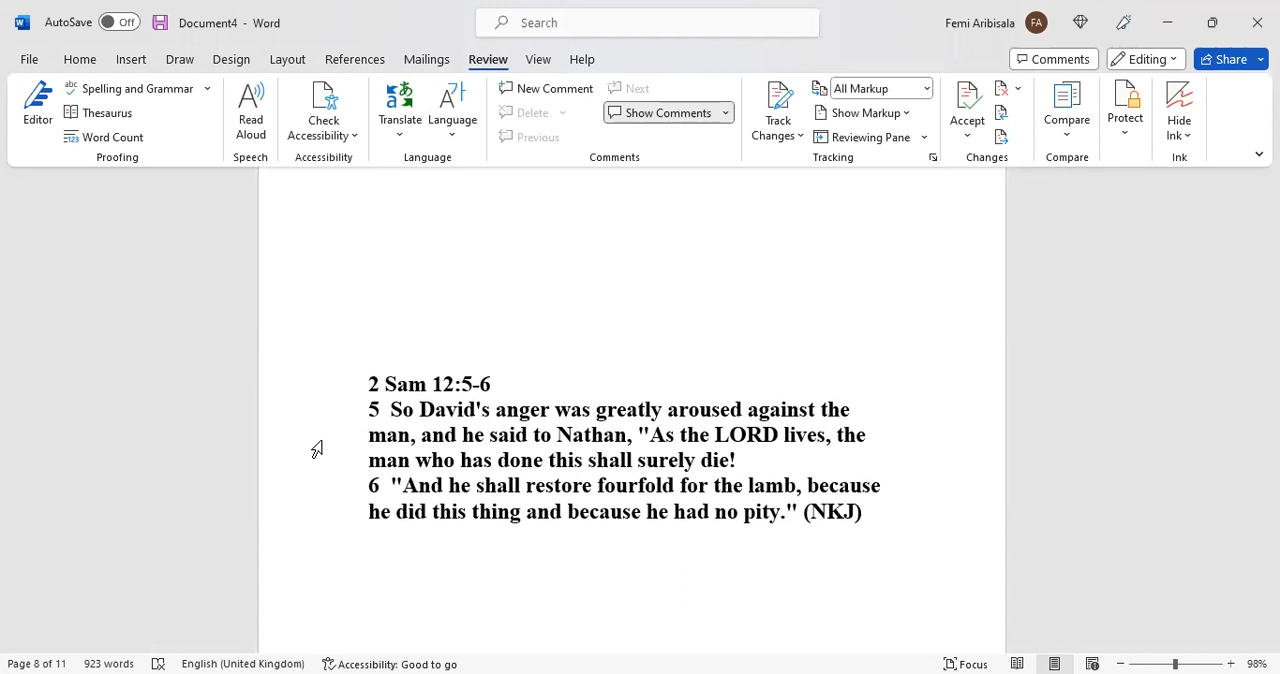 AutoSave Off Document4 - Word Search Femi Aribisala FA
File Home Insert Draw Design Layout References Mailings Review View Help Comments Editing Share
Editor
Spelling and Grammar
Thesaurus
Word Count
Proofing
Read Aloud
Speech
Check Accessibility
Accessibility
Translate
Language
Language
New Comment
Delete
Previous
Next
Show Comments
Comments
Track Changes
All Markup
Show Markup
Reviewing Pane
Tracking
Accept
Changes
Compare
Compare
Protect
Hide Ink
Ink
2 Sam 12:5-6
5 So David's anger was greatly aroused against the
man, and he said to Nathan, "As the LORD lives, the
man who has done this shall surely die!
6 "And he shall restore fourfold for the lamb, because
he did this thing and because he had no pity." (NKJ)
Page 8 of 11 923 words English (United Kingdom) Accessibility: Good to go Focus 98%